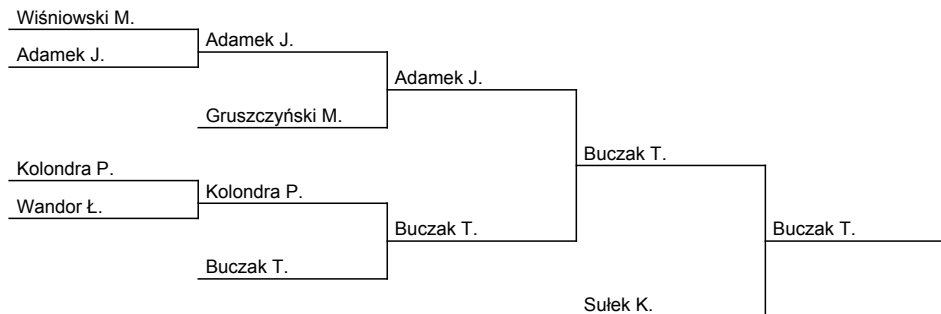 Wiśniowski M.
Adamek J.
Adamek J.
Adamek J.
Gruszczyński M.
Buczak T.
Kolondra P.
Kolondra P.
Wandor Ł.
Buczak T.
Buczak T.
Buczak T.
Sułek K.